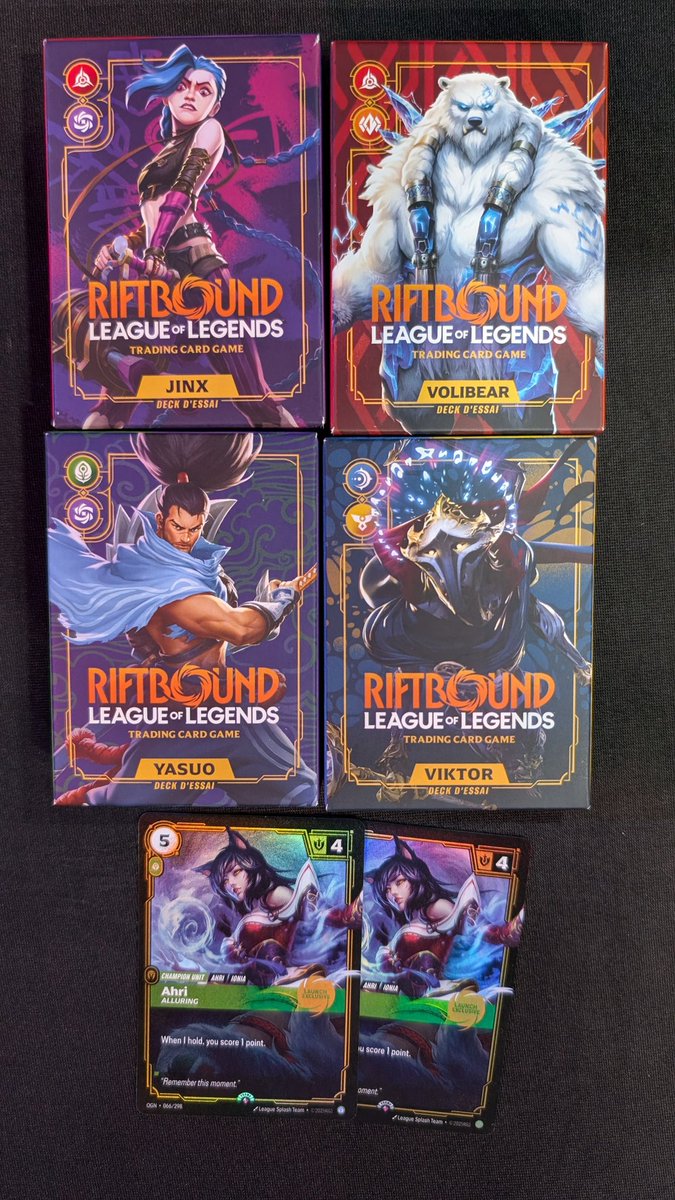 RIFTBOUND
LEAGUE OF LEGENDS
TRADING CARD GAME
JINX
DECK D'ESSAI
RIFTBOUND
LEAGUE OF LEGENDS
TRADING CARD GAME
VOLIBEAR
DECK D'ESSAI
RIFTBOUND
LEAGUE OF LEGENDS
TRADING CARD GAME
YASUO
DECK D'ESSAI
RIFTBOUND
LEAGUE OF LEGENDS
TRADING CARD GAME
VIKTOR
DECK D'ESSAI
5
4
CHAMPION UNIT AHRI IONIA
Ahri
ALLURING
LAUNCH
EXCLUSIVE
When I hold, you score 1 point.
"Remember this moment."
OGN • 066/298
League Splash Team •
4
AHRI IONIA
LAUNCH
EXCLUSIVE
you score 1 point.
moment."
League Splash Team •